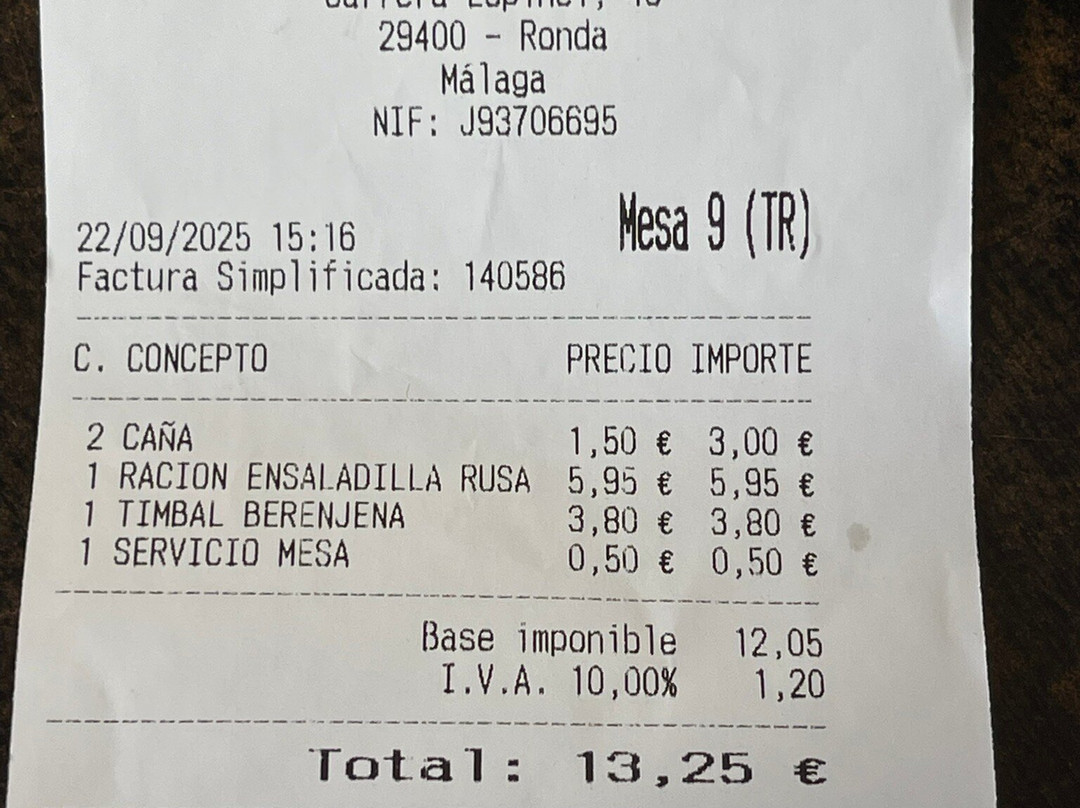 29400 - Ronda
Málaga
NIF: J93706695
Mesa 9 (TR)
22/09/2025 15:16
Factura Simplificada: 140586
C. CONCEPTO PRECIO IMPORTE
2 CAÑA 1,50 € 3,00 €
1 RACION ENSALADILLA RUSA 5,95 € 5,95 €
1 TIMBAL BERENJENA 3,80 € 3,80 €
1 SERVICIO MESA 0,50 € 0,50 €
Base imponible 12,05
I.V.A. 10,00% 1,20
Total: 13,25 €